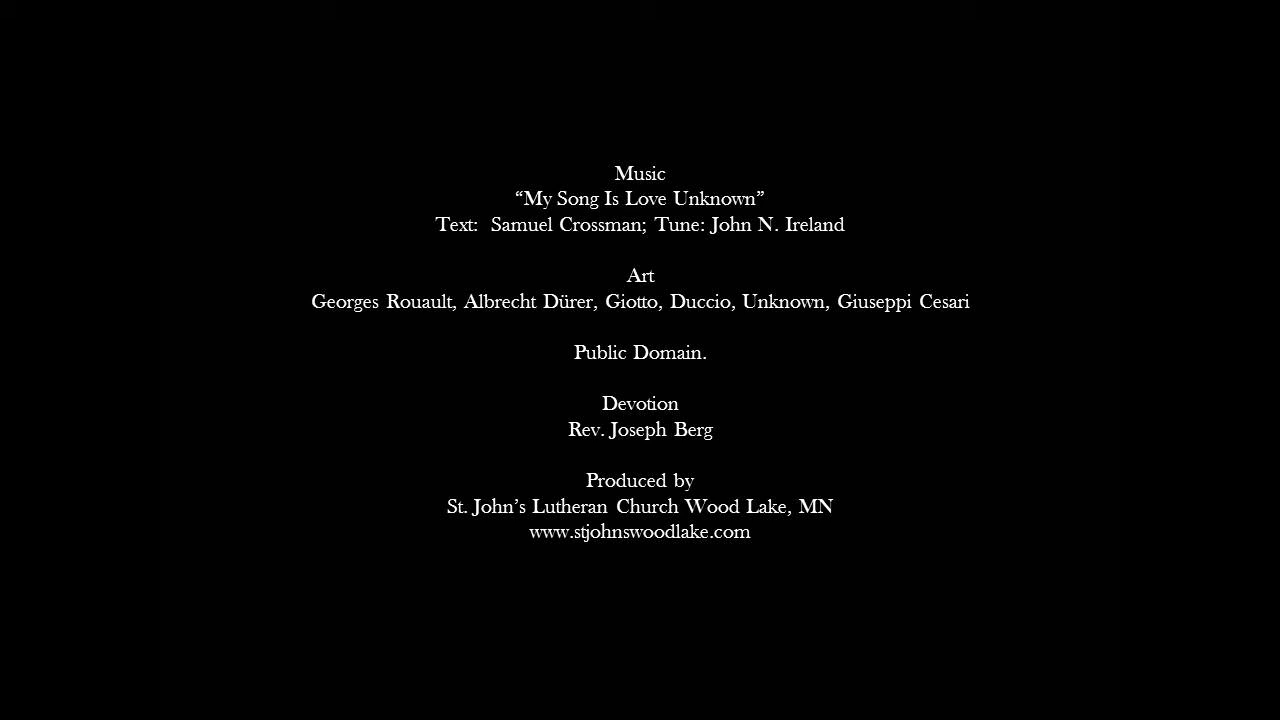 Music
“My Song Is Love Unknown”
Text:  Samuel Crossman; Tune: John N. Ireland
Art
Georges Rouault, Albrecht Dürer, Giotto, Duccio, Unknown, Giuseppi Cesari
Public Domain.
Devotion
Rev. Joseph Berg
Produced by
St. John’s Lutheran Church Wood Lake, MN
www.stjohnswoodlake.com